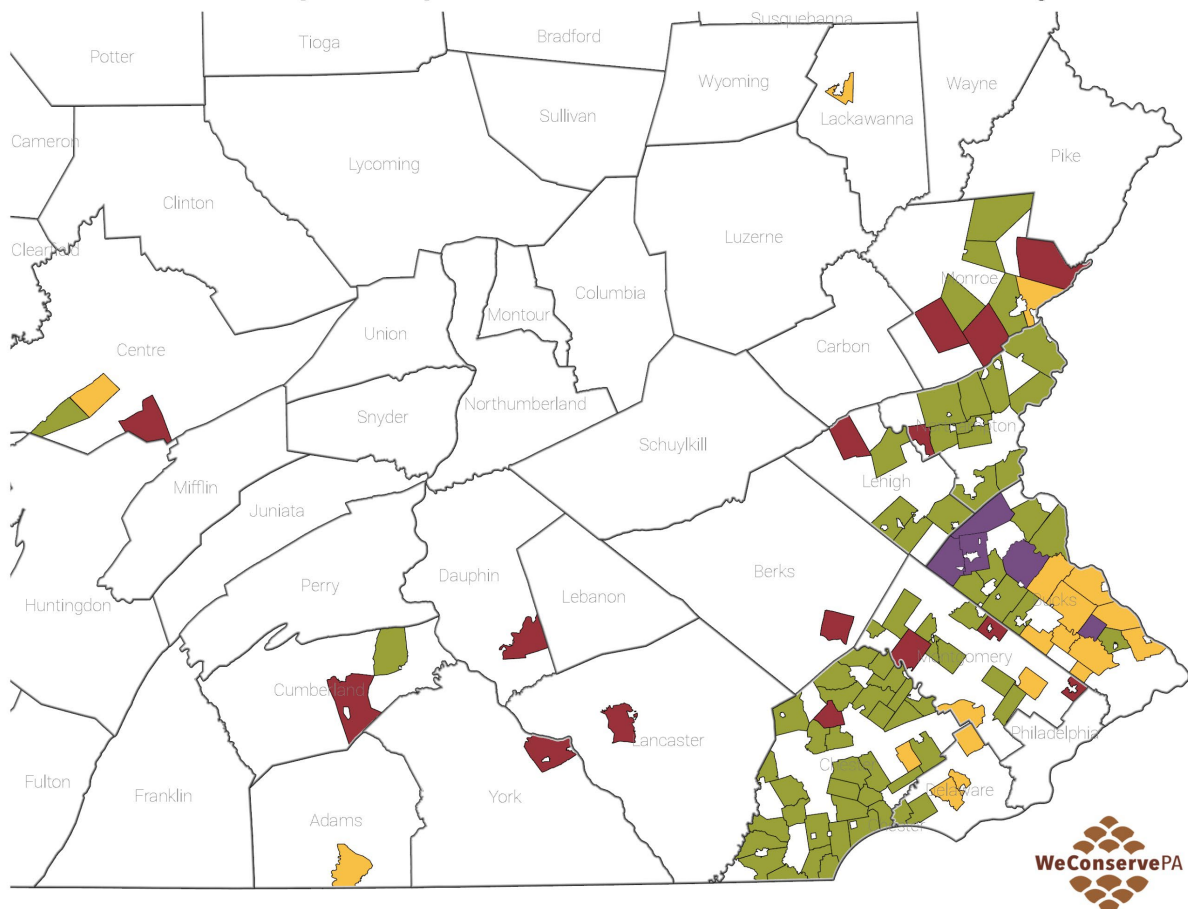 Susquehanna
Bradford
Tioga
Potter
Wyoming
Wayne
Sullivan
Lackawanna
Cameron
Pike
Lycoming
Clinton
Luzerne
Clearfield
Monroe
Columbia
Montour
Union
Centre
Carbon
Snyder
Northumberland
Schuylkill
Lehigh
Mifflin
Juniata
Berks
Dauphin
Perry
Lebanon
Huntingdon
Bucks
Montgomery
Cumberland
Lancaster
Philadelphia
Fulton
Franklin
York
Delaware
Adams
WeConservePA